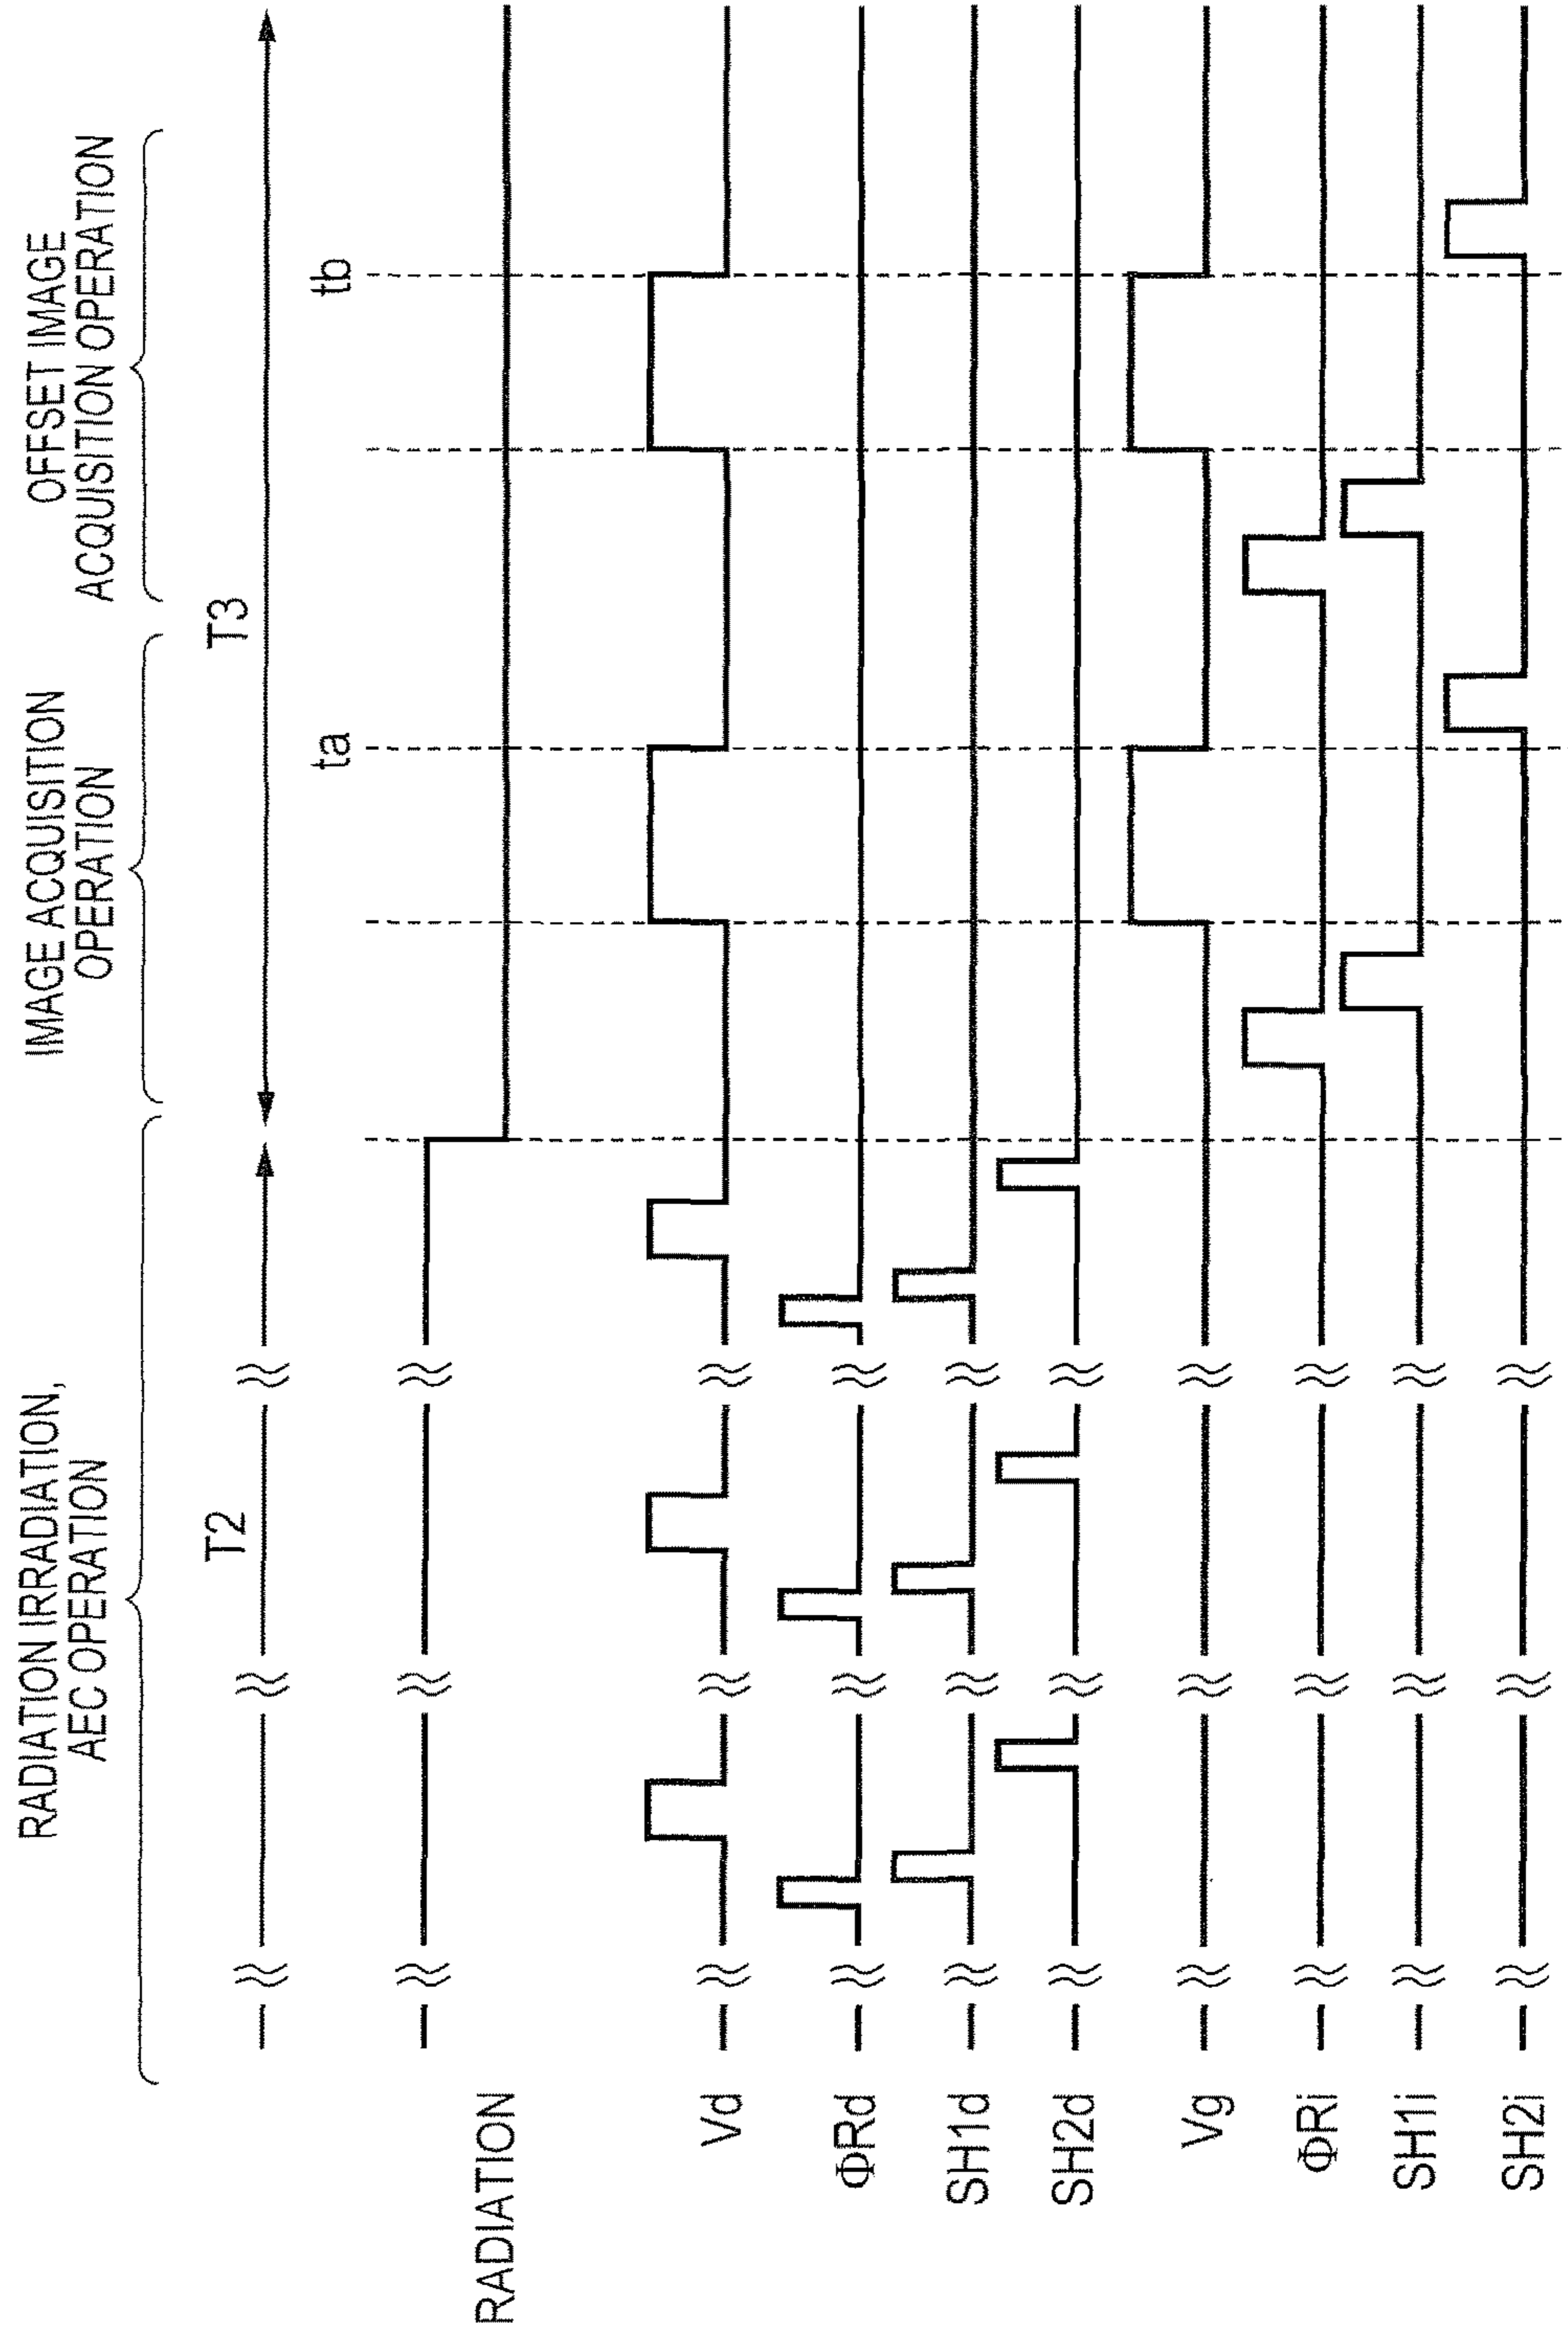 RADIATION IRRADIATION,
AEC OPERATION
IMAGE ACQUISITION
OPERATION
OFFSET IMAGE
ACQUISITION OPERATION
T2
T3
ta
tb
RADIATION
Vd
ΦRd
SH1d
SH2d
Vg
ΦRi
SH1i
SH2i